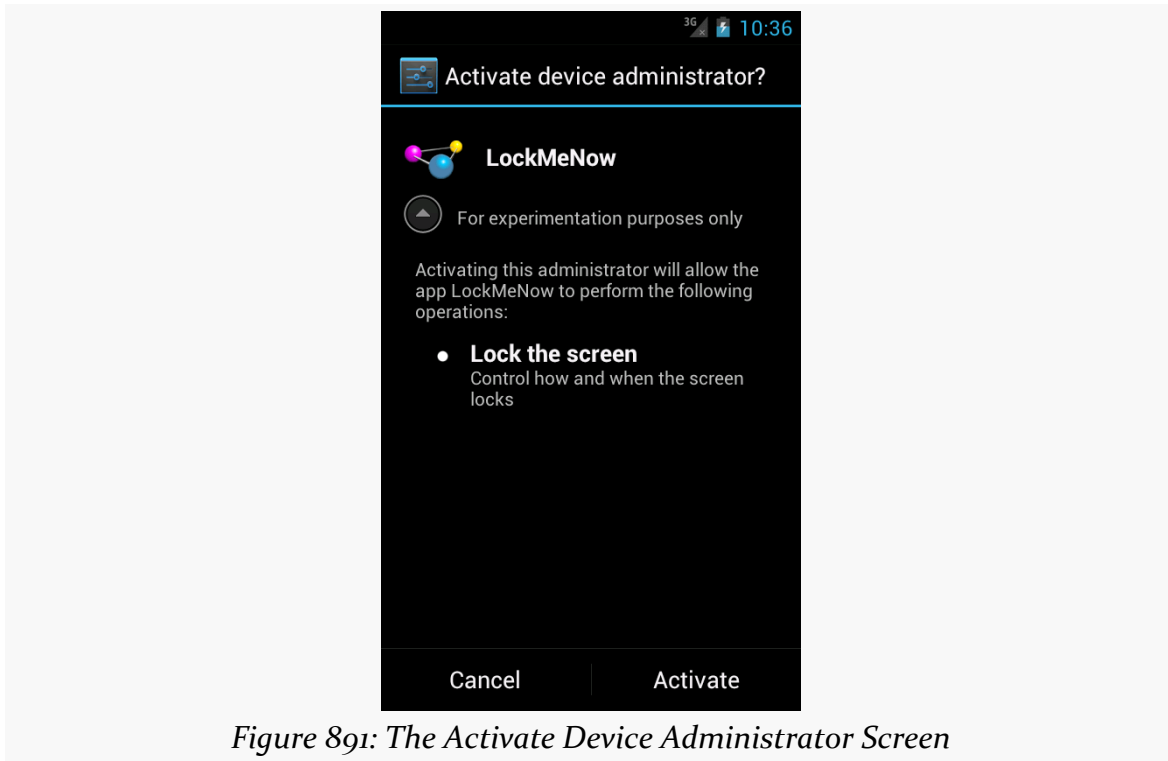 3G 10:36
Activate device administrator?
LockMeNow
For experimentation purposes only
Activating this administrator will allow the
app LockMeNow to perform the following
operations:
Lock the screen
Control how and when the screen
locks
Cancel Activate
Figure 891: The Activate Device Administrator Screen